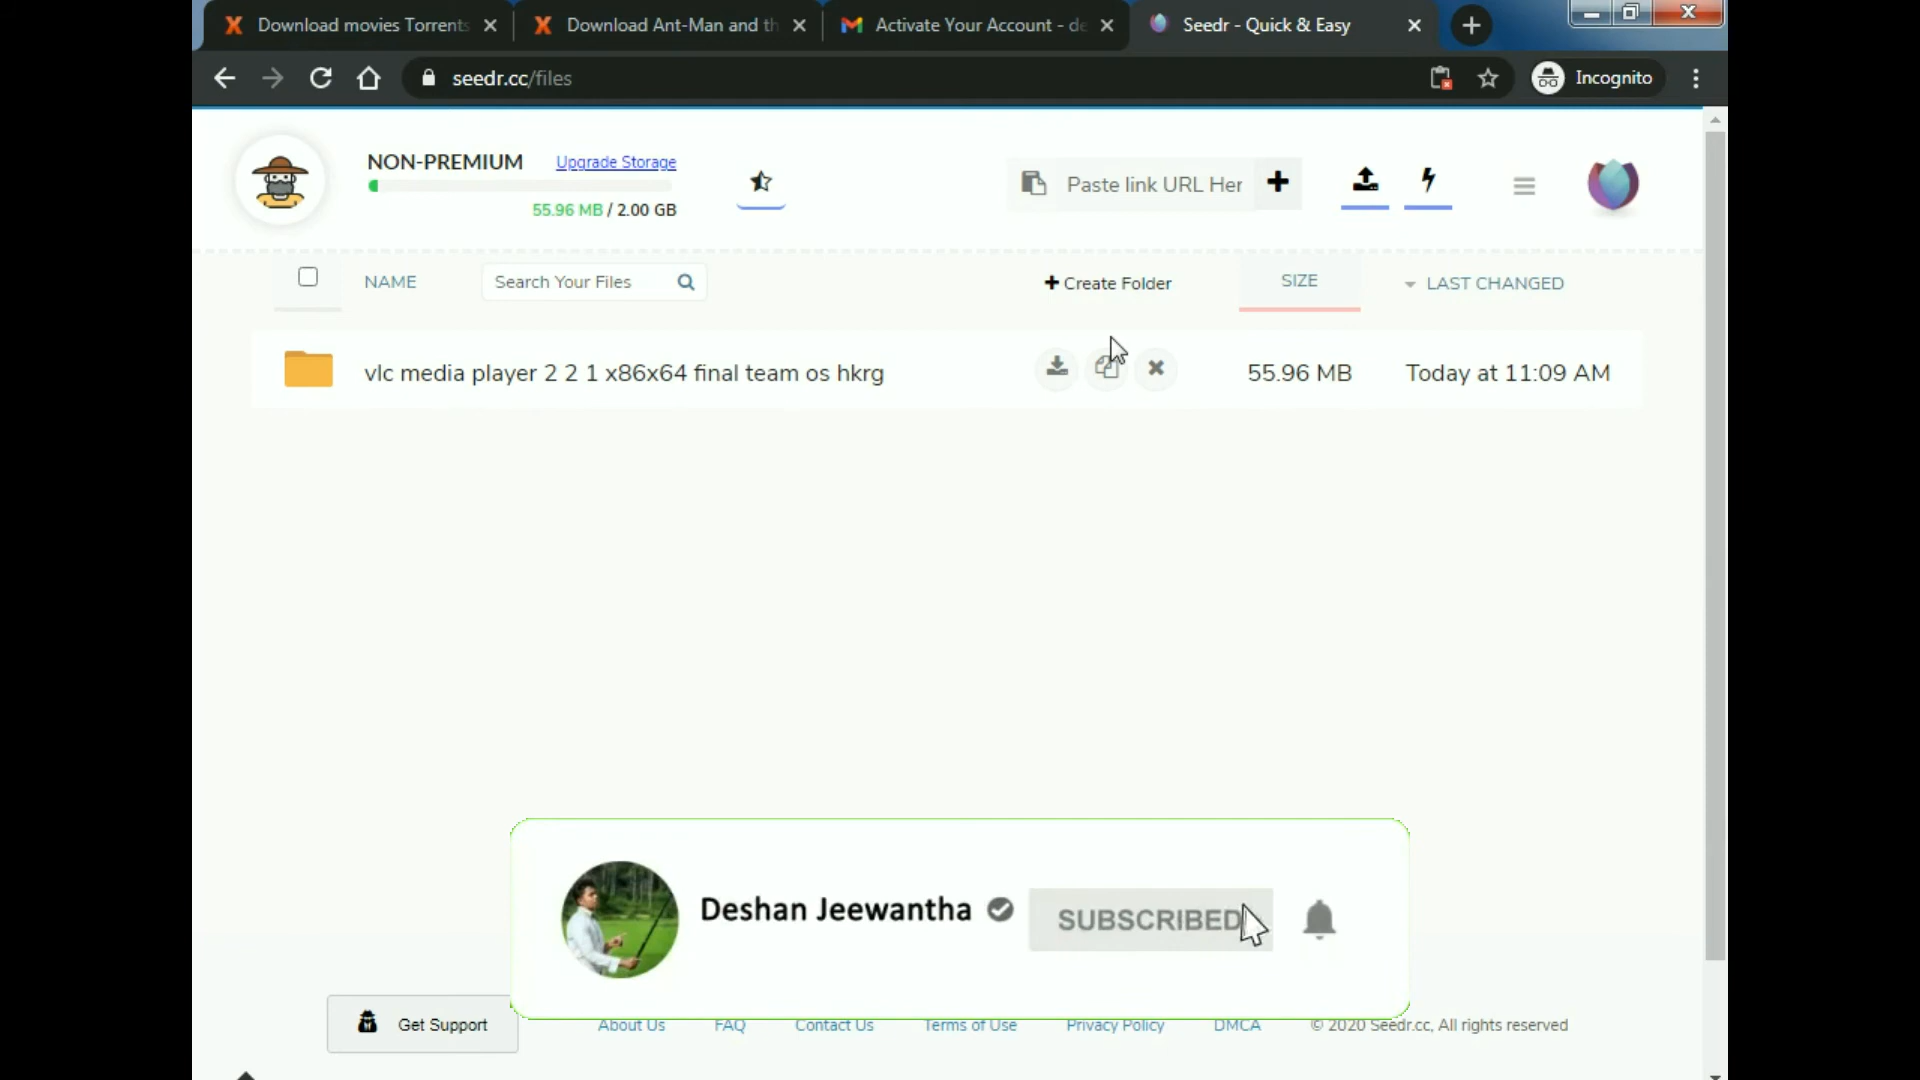 Download movies Torrents
Download Ant-Man and th
Activate Your Account - de
Seedr - Quick & Easy
seedr.cc/files
Incognito
NON-PREMIUM
Upgrade Storage
55.96 MB / 2.00 GB
Paste link URL Her
NAME
Search Your Files
Create Folder
SIZE
LAST CHANGED
vlc media player 2 2 1 x86x64 final team os hkrg
55.96 MB
Today at 11:09 AM
Deshan Jeewantha
SUBSCRIBED
Get Support
About Us
FAQ
Contact Us
Terms of Use
Privacy Policy
DMCA
© 2020 Seedr.cc, All rights reserved